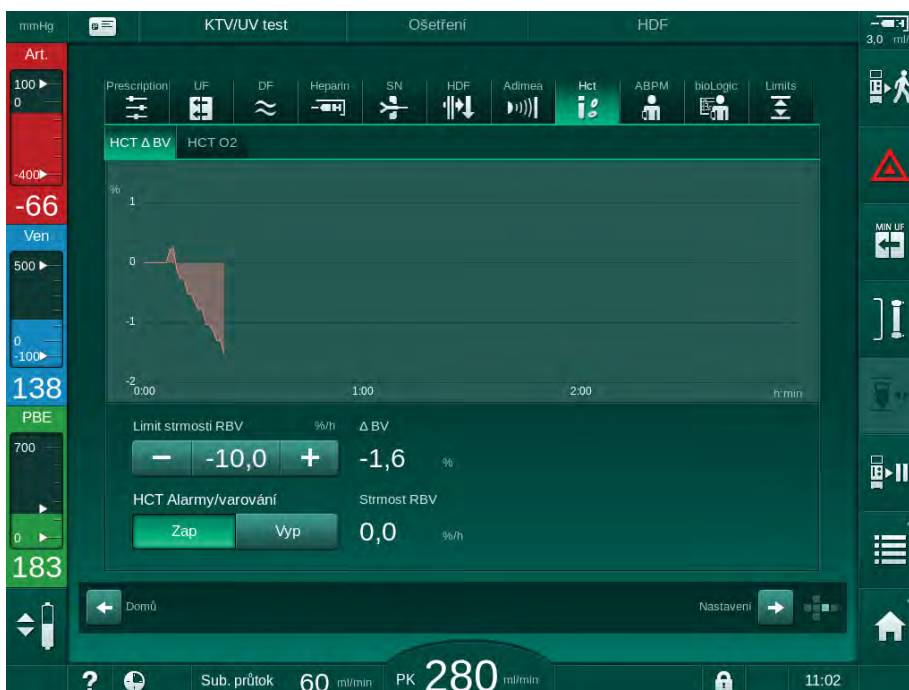 mmHg KTV/UV test Ošetření HDF 3,0 ml/
Art.
100
0
-400
-66
Ven
500
0
-100
138
PBE
700
0
183
Prescription UF DF Heparin SN HDF Adimea Hct ABPM bioLogic Limits
HCT Δ BV HCT O2
%
1
0
-1
-2
0:00 1:00 2:00 h:min
Limit strmosti RBV %/h Δ BV
− -10,0 + -1,6 %
HCT Alarmy/varování Strmost RBV
Zap Vyp 0,0 %/h
Domů Nastavení
MIN UF
? Sub. průtok 60 ml/min PK 280 ml/min 11:02